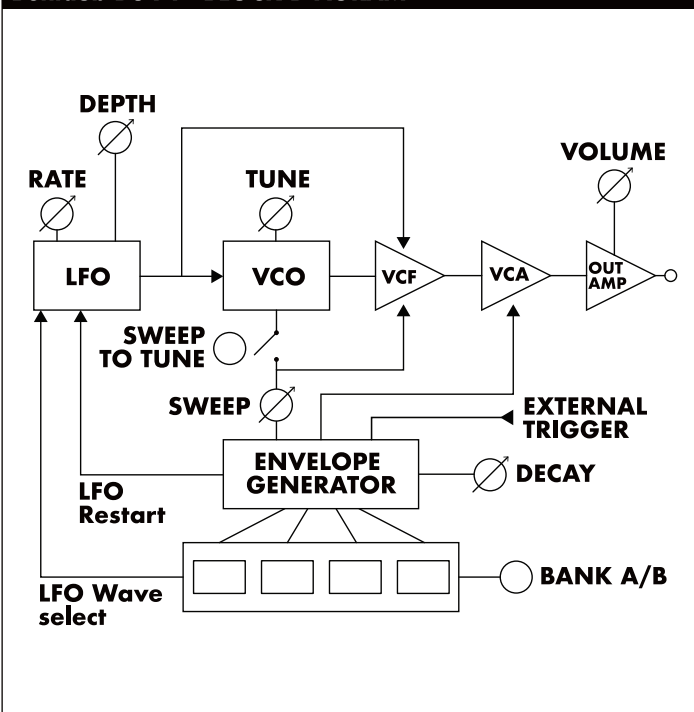 DEPTH
RATE
TUNE
VOLUME
LFO
VCO
VCF
VCA
OUT
AMP
SWEEP
TO TUNE
SWEEP
EXTERNAL
TRIGGER
ENVELOPE
GENERATOR
DECAY
LFO
Restart
BANK A/B
LFO Wave
select